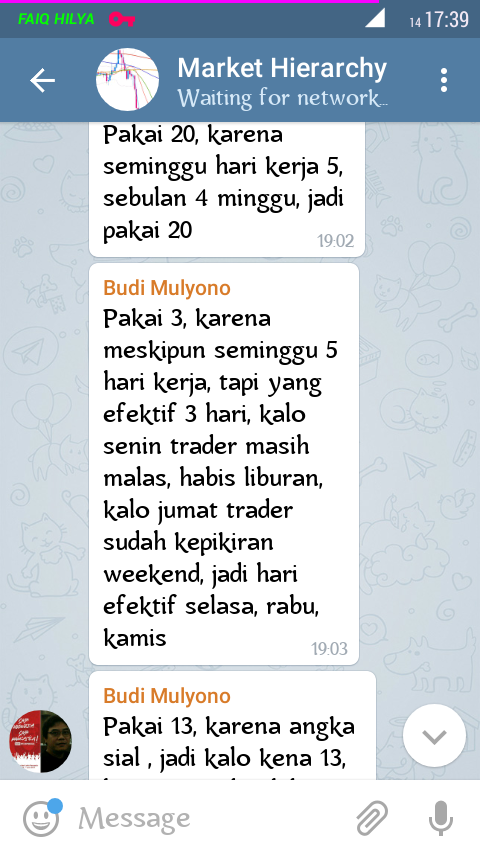 FAIQ HILYA
14 17:39
Market Hierarchy
Waiting for network...
Pakai 20, karena
seminggu hari kerja 5,
sebulan 4 minggu, jadi
pakai 20
19:02
Budi Mulyono
Pakai 3, karena
meskipun seminggu 5
hari kerja, tapi yang
efektif 3 hari, kalo
senin trader masih
malas, habis liburan,
kalo jumat trader
sudah kepikiran
weekend, jadi hari
efektif selasa, rabu,
kamis
19:03
Budi Mulyono
Pakai 13, karena angka
sial , jadi kalo kena 13,
Message